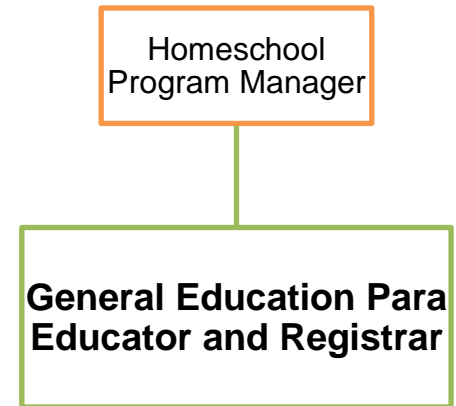 Homeschool
Program Manager
General Education Para
Educator and Registrar